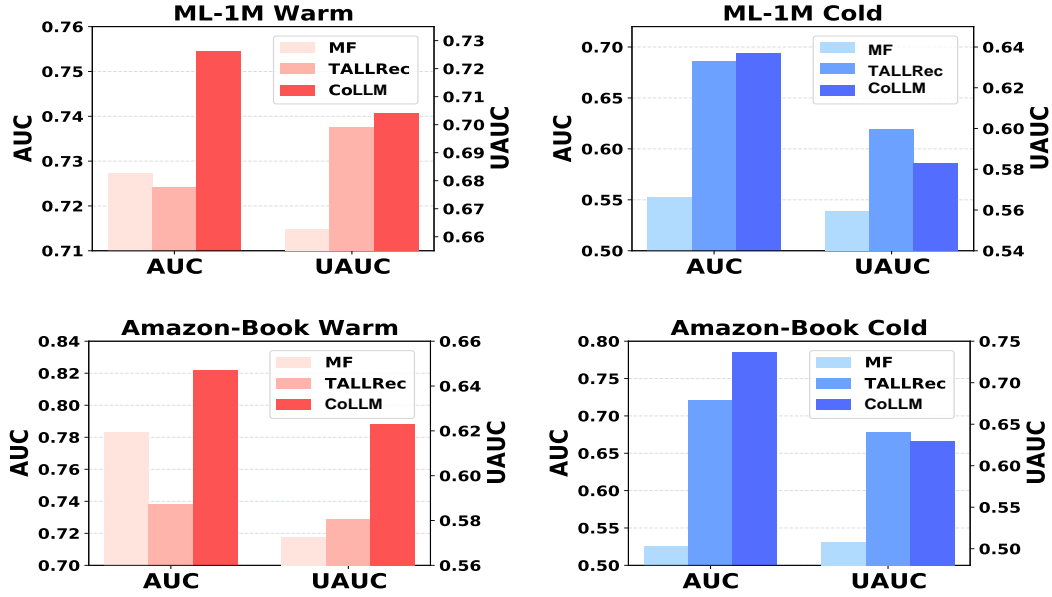 ML-1M Warm
0.76
0.75
0.74
0.73
0.72
0.71
AUC
MF
TALLRec
CoLLM
0.73
0.72
0.71
0.70
0.69
0.68
0.67
0.66
UAUC
AUC
UAUC
ML-1M Cold
0.70
0.65
0.60
0.55
0.50
AUC
MF
TALLRec
CoLLM
0.64
0.62
0.60
0.58
0.56
0.54
UAUC
AUC
UAUC
Amazon-Book Warm
0.84
0.82
0.80
0.78
0.76
0.74
0.72
0.70
AUC
MF
TALLRec
CoLLM
0.66
0.64
0.62
0.60
0.58
0.56
UAUC
AUC
UAUC
Amazon-Book Cold
0.80
0.75
0.70
0.65
0.60
0.55
0.50
AUC
MF
TALLRec
CoLLM
0.75
0.70
0.65
0.60
0.55
0.50
UAUC
AUC
UAUC